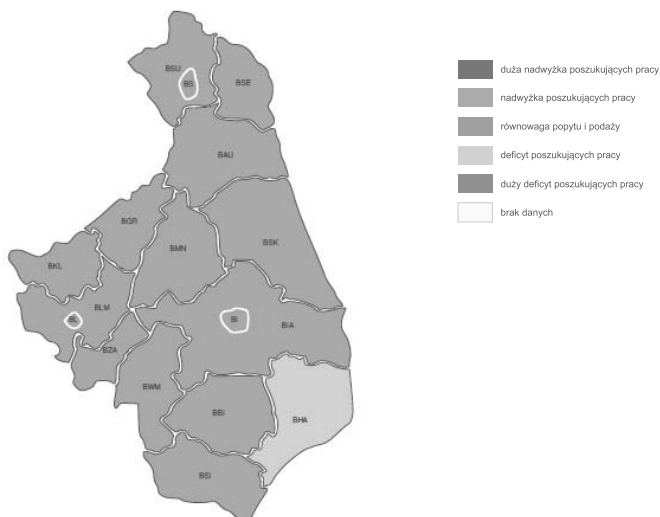 BSU
BS
BSE
BAU
BGR
BMN
BSK
BKL
BLM
BL
BI
BIA
BZA
BWM
BBI
BHA
BSI
duża nadwyżka poszukujących pracy
nadwyżka poszukujących pracy
równowaga popytu i podaży
deficyt poszukujących pracy
duży deficyt poszukujących pracy
brak danych